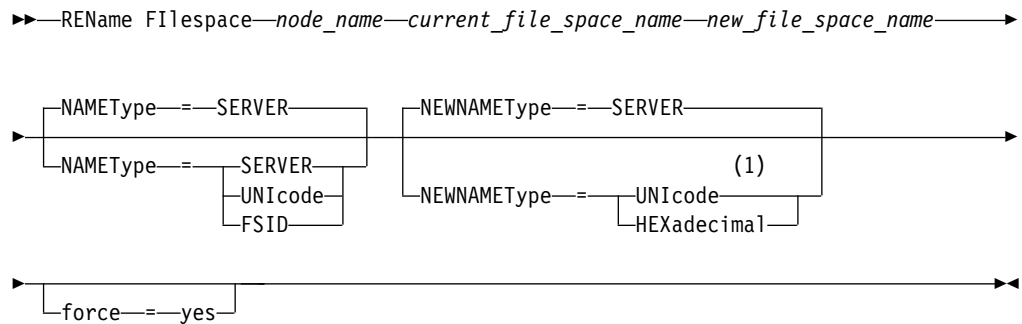 REName FIlespace node_name current_file_space_name new_file_space_name
NAMEType = SERVER NEWNAMEType = SERVER
NAMEType = SERVER (1)
UNIcode NEWNAMEType = UNIcode
FSID HEXadecimal
force = yes